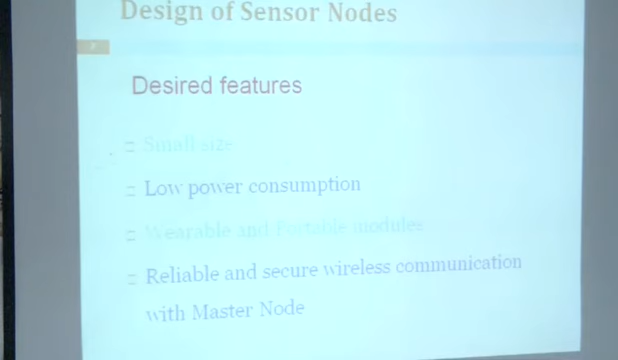 Design of Sensor Nodes
Desired features
Small size
Low power consumption
Wearable and Portable modules
Reliable and secure wireless communication
with Master Node